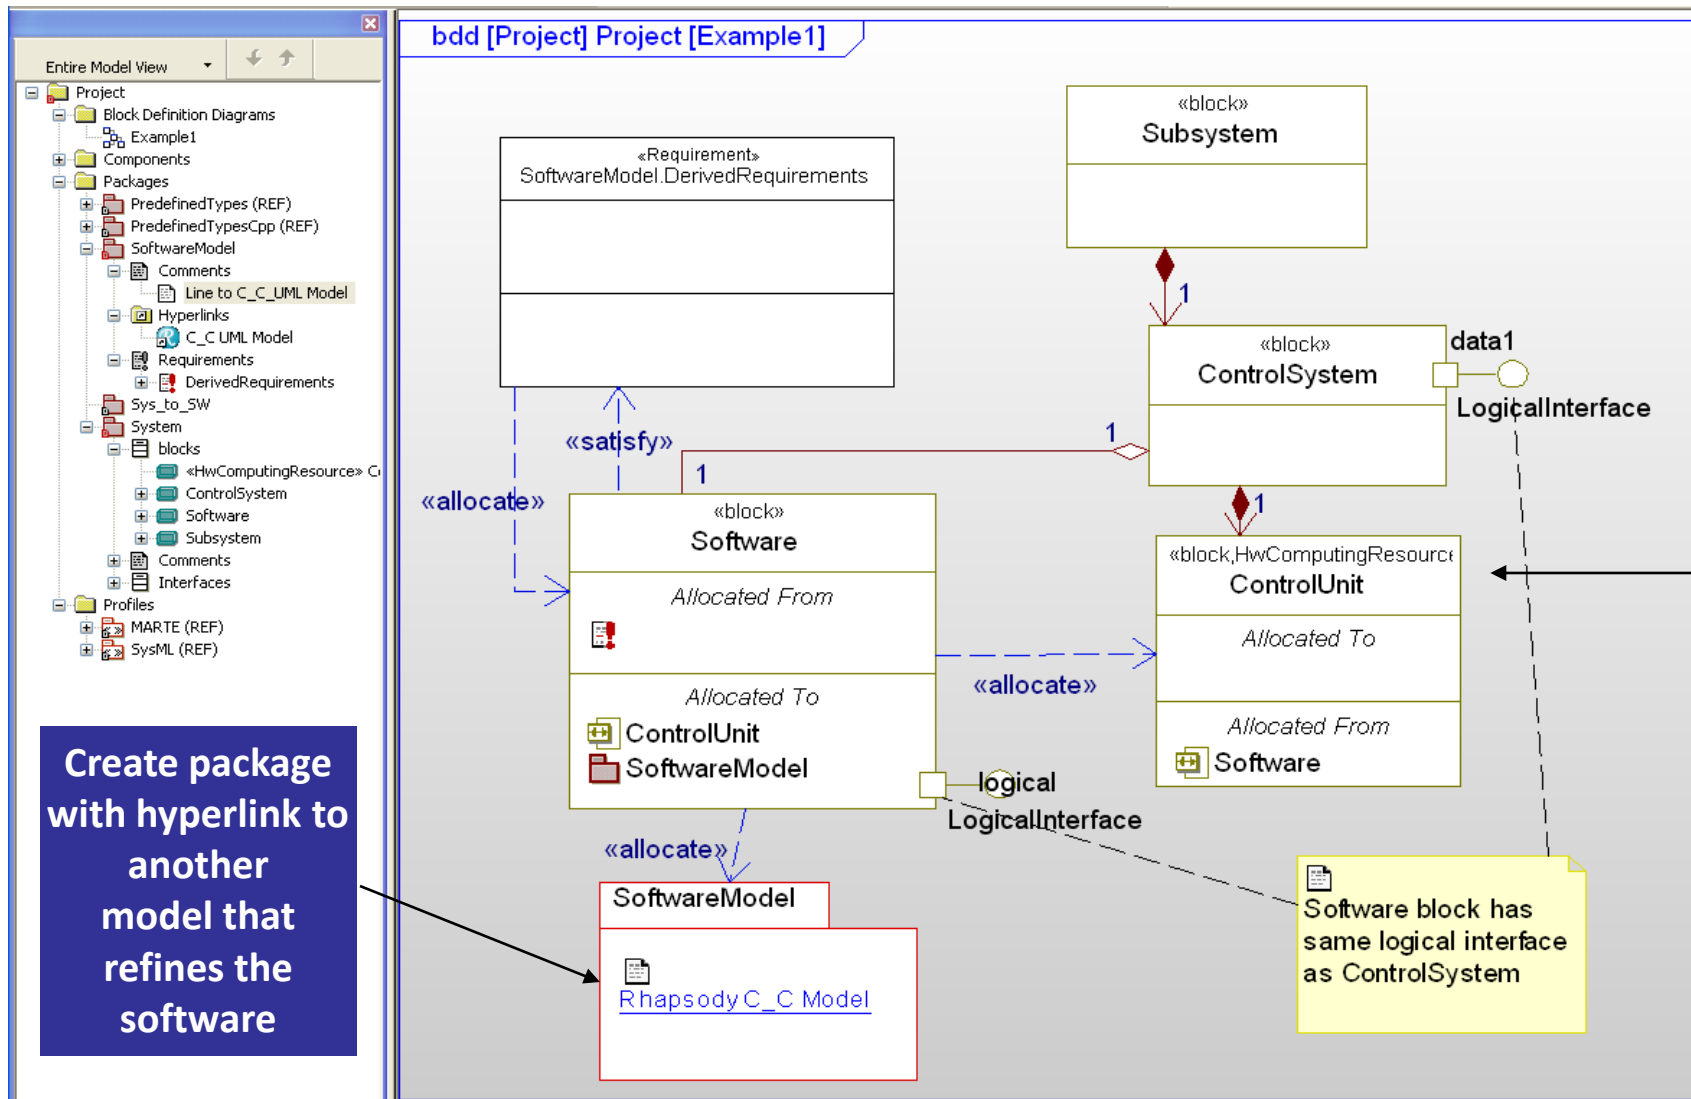 Entire Model View
Project
Block Definition Diagrams
Example1
Components
Packages
PredefinedTypes (REF)
PredefinedTypesCpp (REF)
SoftwareModel
Comments
Line to C_C_UML Model
Hyperlinks
C_C UML Model
Requirements
DerivedRequirements
Sys_to_SW
System
blocks
«HwComputingResource»
ControlSystem
Software
Subsystem
Comments
Interfaces
Profiles
MARTE (REF)
SysML (REF)
Create package
with hyperlink to
another
model that
refines the
software
bdd [Project] Project [Example1]
«Requirement»
SoftwareModel.DerivedRequirements
«block»
Subsystem
1
«block»
ControlSystem
data1
LogicalInterface
1
1
«satisfy»
«allocate»
«block»
Software
Allocated From
Allocated To
ControlUnit
SoftwareModel
logical
LogicalInterface
«allocate»
1
«block,HwComputingResource
ControlUnit
Allocated To
Allocated From
Software
«allocate»
SoftwareModel
Rhapsody C_C Model
Software block has
same logical interface
as ControlSystem